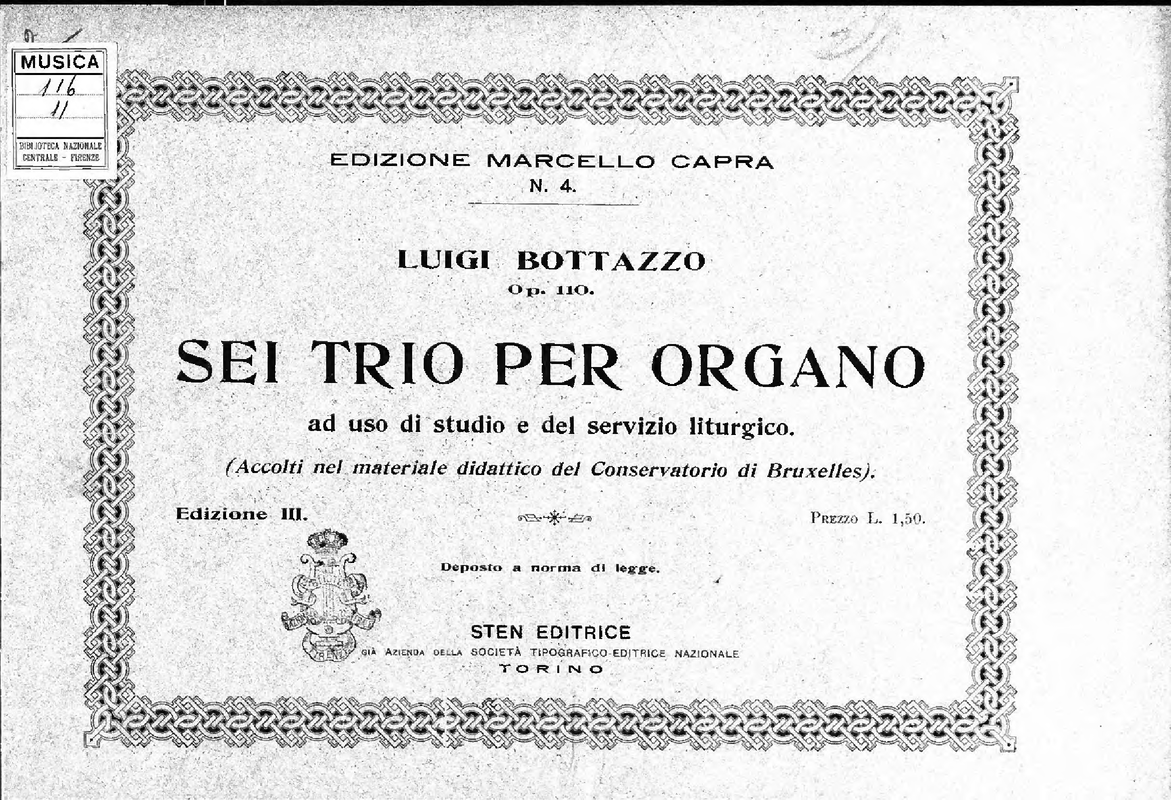 MUSICA
116
11
BIBLIOTECA NAZIONALE
CENTRALE - FIRENZE
EDIZIONE MARCELLO CAPRA
N. 4.
LUIGI BOTTAZZO
Op. 110.
SEI TRIO PER ORGANO
ad uso di studio e del servizio liturgico.
(Accolti nel materiale didattico del Conservatorio di Bruxelles).
Edizione III.
PREZZO L. 1,50.
Deposto a norma di legge.
STEN EDITRICE
GIÀ AZIENDA DELLA SOCIETÀ TIPOGRAFICO-EDITRICE NAZIONALE
TORINO